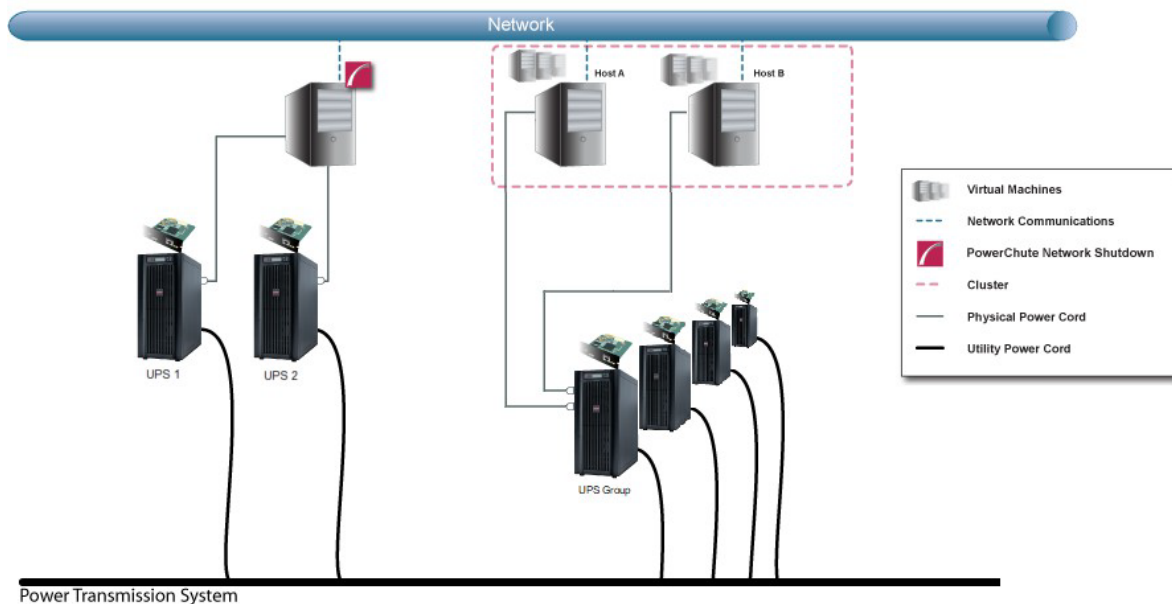 Network
Host A
Host B
Virtual Machines
Network Communications
PowerChute Network Shutdown
Cluster
Physical Power Cord
Utility Power Cord
UPS 1
UPS 2
UPS Group
Power Transmission System